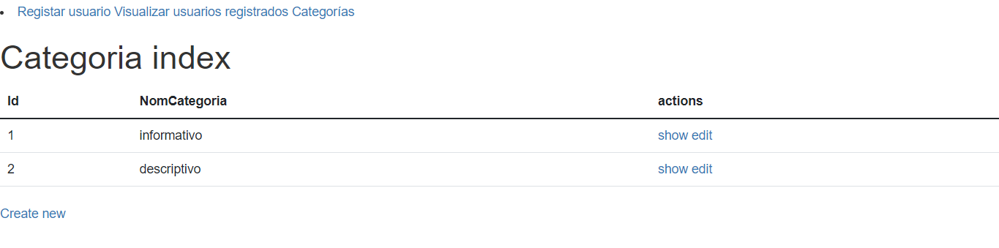 Registar usuario Visualizar usuarios registrados Categorías
Categoria index
Id NomCategoria actions
1 informativo show edit
2 descriptivo show edit
Create new